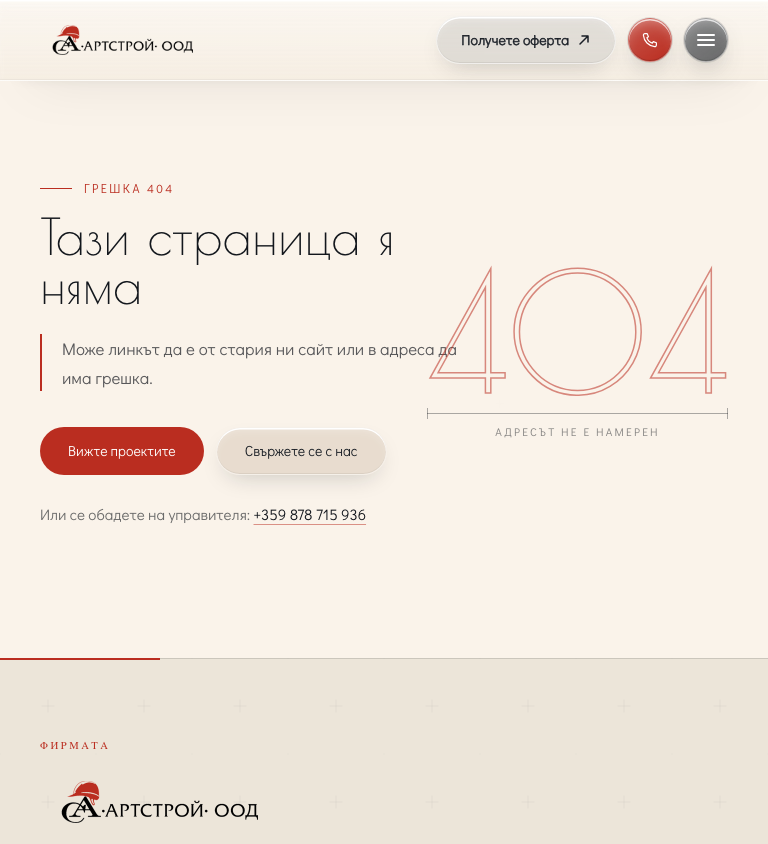 ·АРТСТРОЙ· ООД
Получете оферта
ГРЕШКА 404
Тази страница я
няма
Може линкът да е от стария ни сайт или в адреса да
има грешка.
404
АДРЕСЪТ НЕ Е НАМЕРЕН
Вижте проектите
Свържете се с нас
Или се обадете на управителя: +359 878 715 936
ФИРМАТА
·АРТСТРОЙ· ООД